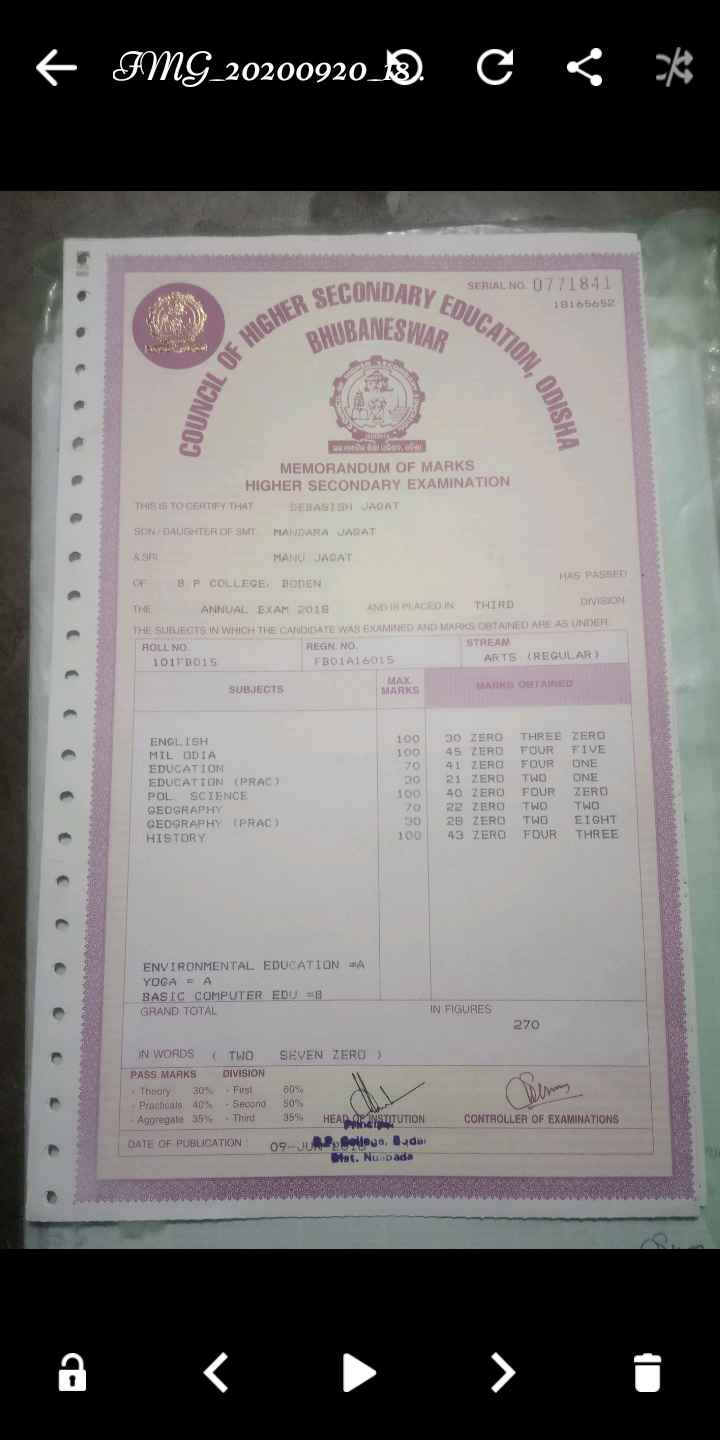 IMG_20200920_18..
SERIAL NO. 0771841
18165652
COUNCIL OF HIGHER SECONDARY EDUCATION, ODISHA
BHUBANESWAR
MEMORANDUM OF MARKS
HIGHER SECONDARY EXAMINATION
THIS IS TO CERTIFY THAT DEBASISH JAGAT
SON / DAUGHTER OF SMT. MANDARA JAGAT
& SRI MANU JAGAT
OF B P COLLEGE, BODEN HAS PASSED
THE ANNUAL EXAM 2018 AND IS PLACED IN THIRD DIVISION
THE SUBJECTS IN WHICH THE CANDIDATE WAS EXAMINED AND MARKS OBTAINED ARE AS UNDER.
ROLL NO. REGN. NO. STREAM
101FB015 FB01A16015 ARTS (REGULAR)
SUBJECTS MAX. MARKS MARKS OBTAINED
ENGLISH 100 30 ZERO THREE ZERO
MIL ODIA 100 45 ZERO FOUR FIVE
EDUCATION 70 41 ZERO FOUR ONE
EDUCATION (PRAC) 30 21 ZERO TWO ONE
POL. SCIENCE 100 40 ZERO FOUR ZERO
GEOGRAPHY 70 22 ZERO TWO TWO
GEOGRAPHY (PRAC) 30 28 ZERO TWO EIGHT
HISTORY 100 43 ZERO FOUR THREE
ENVIRONMENTAL EDUCATION =A
YOGA = A
BASIC COMPUTER EDU =B
GRAND TOTAL IN FIGURES
270
IN WORDS ( TWO SEVEN ZERO )
PASS MARKS DIVISION
- Theory 30% - First 60%
- Practicals 40% - Second 50%
- Aggregate 35% - Third 35%
HEAD OF INSTITUTION CONTROLLER OF EXAMINATIONS
Principal
DATE OF PUBLICATION 09-JUN-2018
B.P. College, Boden
Dist. Nuapada